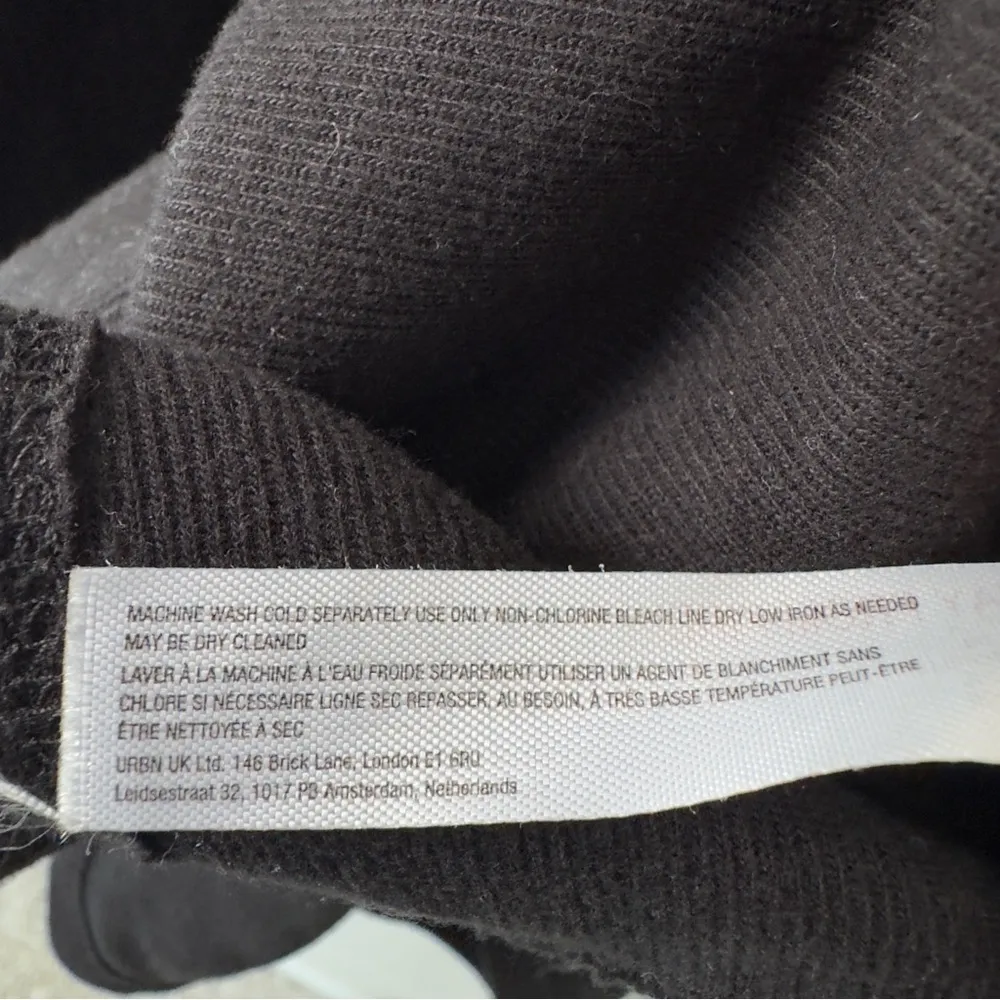 MACHINE WASH COLD SEPARATELY USE ONLY NON-CHLORINE BLEACH LINE DRY LOW IRON AS NEEDED
MAY BE DRY CLEANED
LAVER À LA MACHINE À L'EAU FROIDE SÉPARÉMENT UTILISER UN AGENT DE BLANCHIMENT SANS
CHLORE SI NÉCESSAIRE LIGNE SEC REPASSER, AU BESOIN, À TRÈS BASSE TEMPÉRATURE PEUT-ÊTRE
ÊTRE NETTOYÉE À SEC
URBN UK Ltd. 146 Brick Lane, London E1 6RU
Leidsestraat 32, 1017 PB Amsterdam, Netherlands